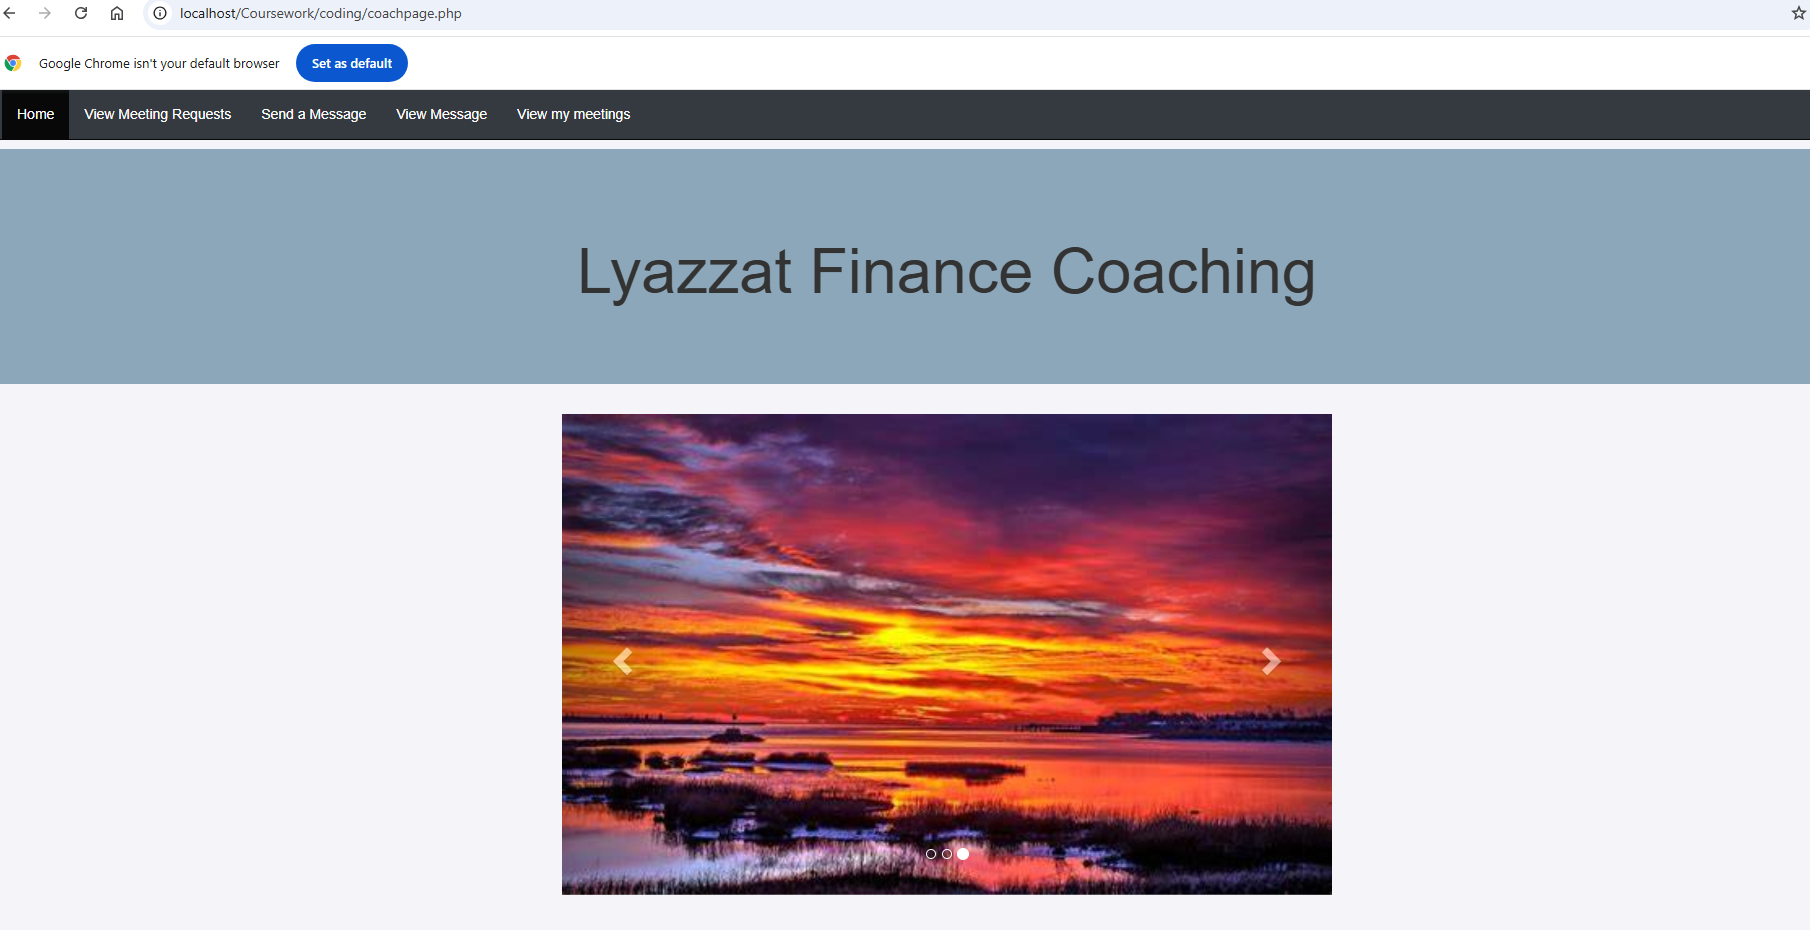 localhost/Coursework/coding/coachpage.php
Google Chrome isn't your default browser Set as default
Home View Meeting Requests Send a Message View Message View my meetings
Lyazzat Finance Coaching